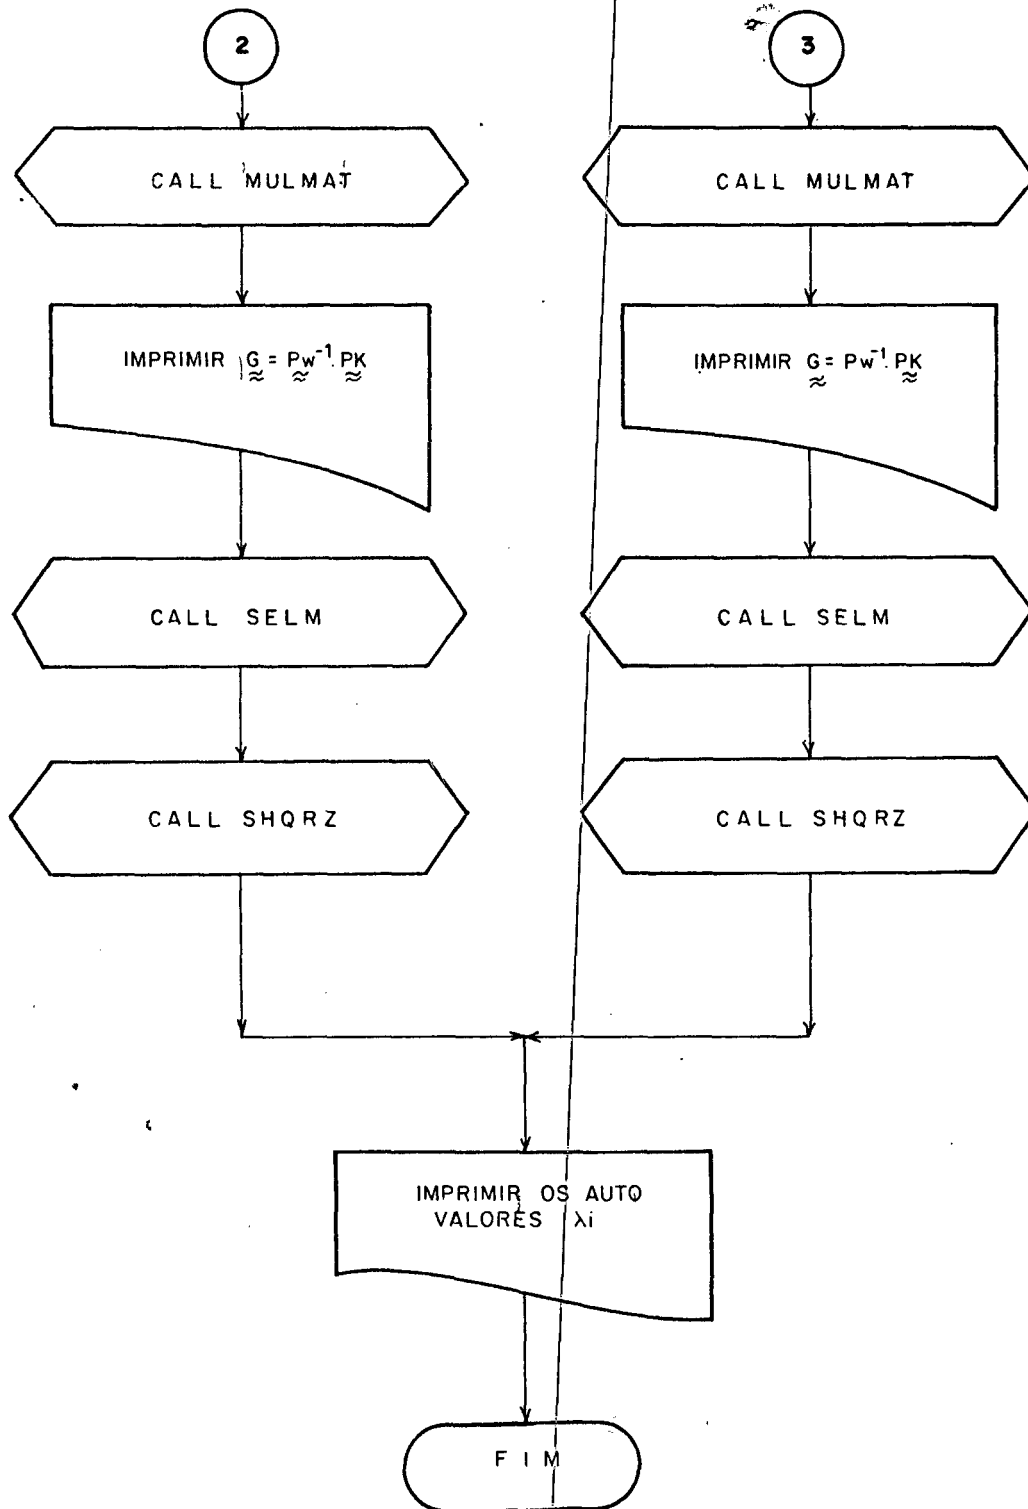 2
CALL MULMAT
IMPRIMIR G = Pw⁻¹. PK
CALL SELM
CALL SHQRZ
3
CALL MULMAT
IMPRIMIR G = Pw⁻¹. PK
CALL SELM
CALL SHQRZ
IMPRIMIR OS AUTO
VALORES λi
FIM